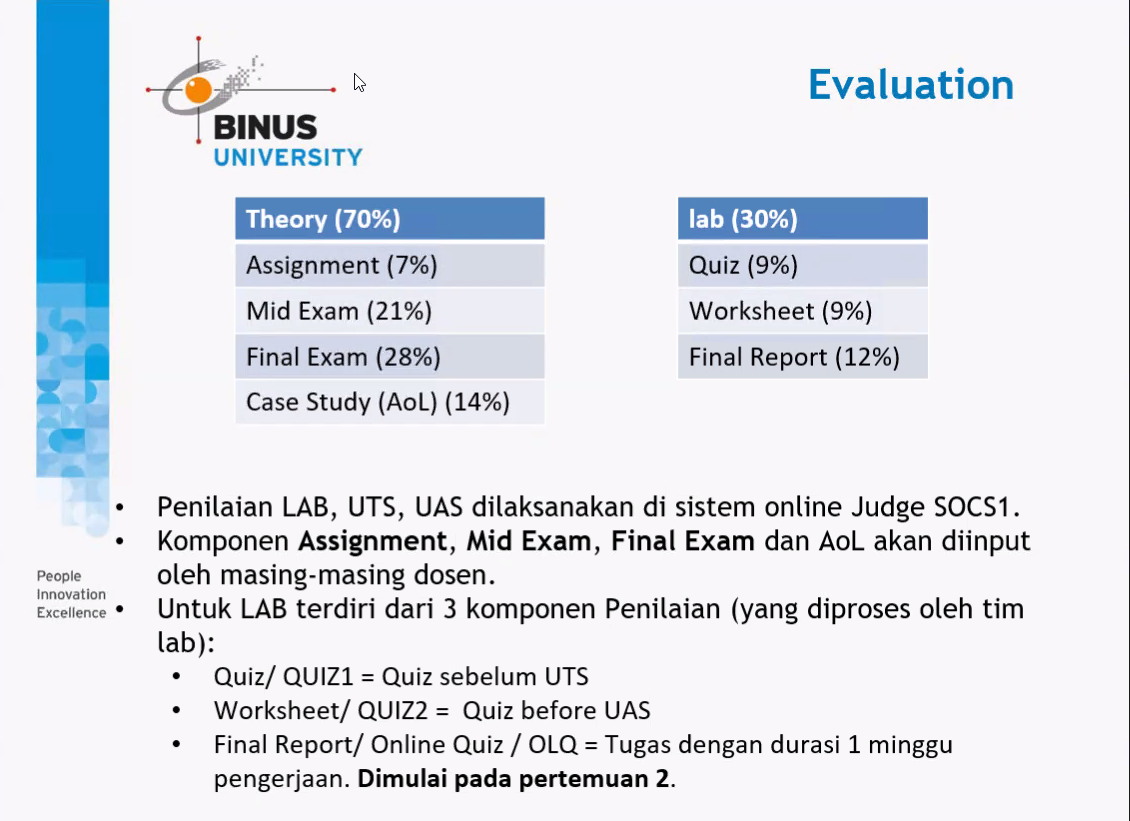 Evaluation
BINUS
UNIVERSITY
Theory (70%)
Assignment (7%)
Mid Exam (21%)
Final Exam (28%)
Case Study (AoL) (14%)
lab (30%)
Quiz (9%)
Worksheet (9%)
Final Report (12%)
• Penilaian LAB, UTS, UAS dilaksanakan di sistem online Judge SOCS1.
• Komponen Assignment, Mid Exam, Final Exam dan AoL akan diinput
oleh masing-masing dosen.
• Untuk LAB terdiri dari 3 komponen Penilaian (yang diproses oleh tim
lab):
• Quiz/ QUIZ1 = Quiz sebelum UTS
• Worksheet/ QUIZ2 = Quiz before UAS
• Final Report/ Online Quiz / OLQ = Tugas dengan durasi 1 minggu
pengerjaan. Dimulai pada pertemuan 2.
People
Innovation
Excellence